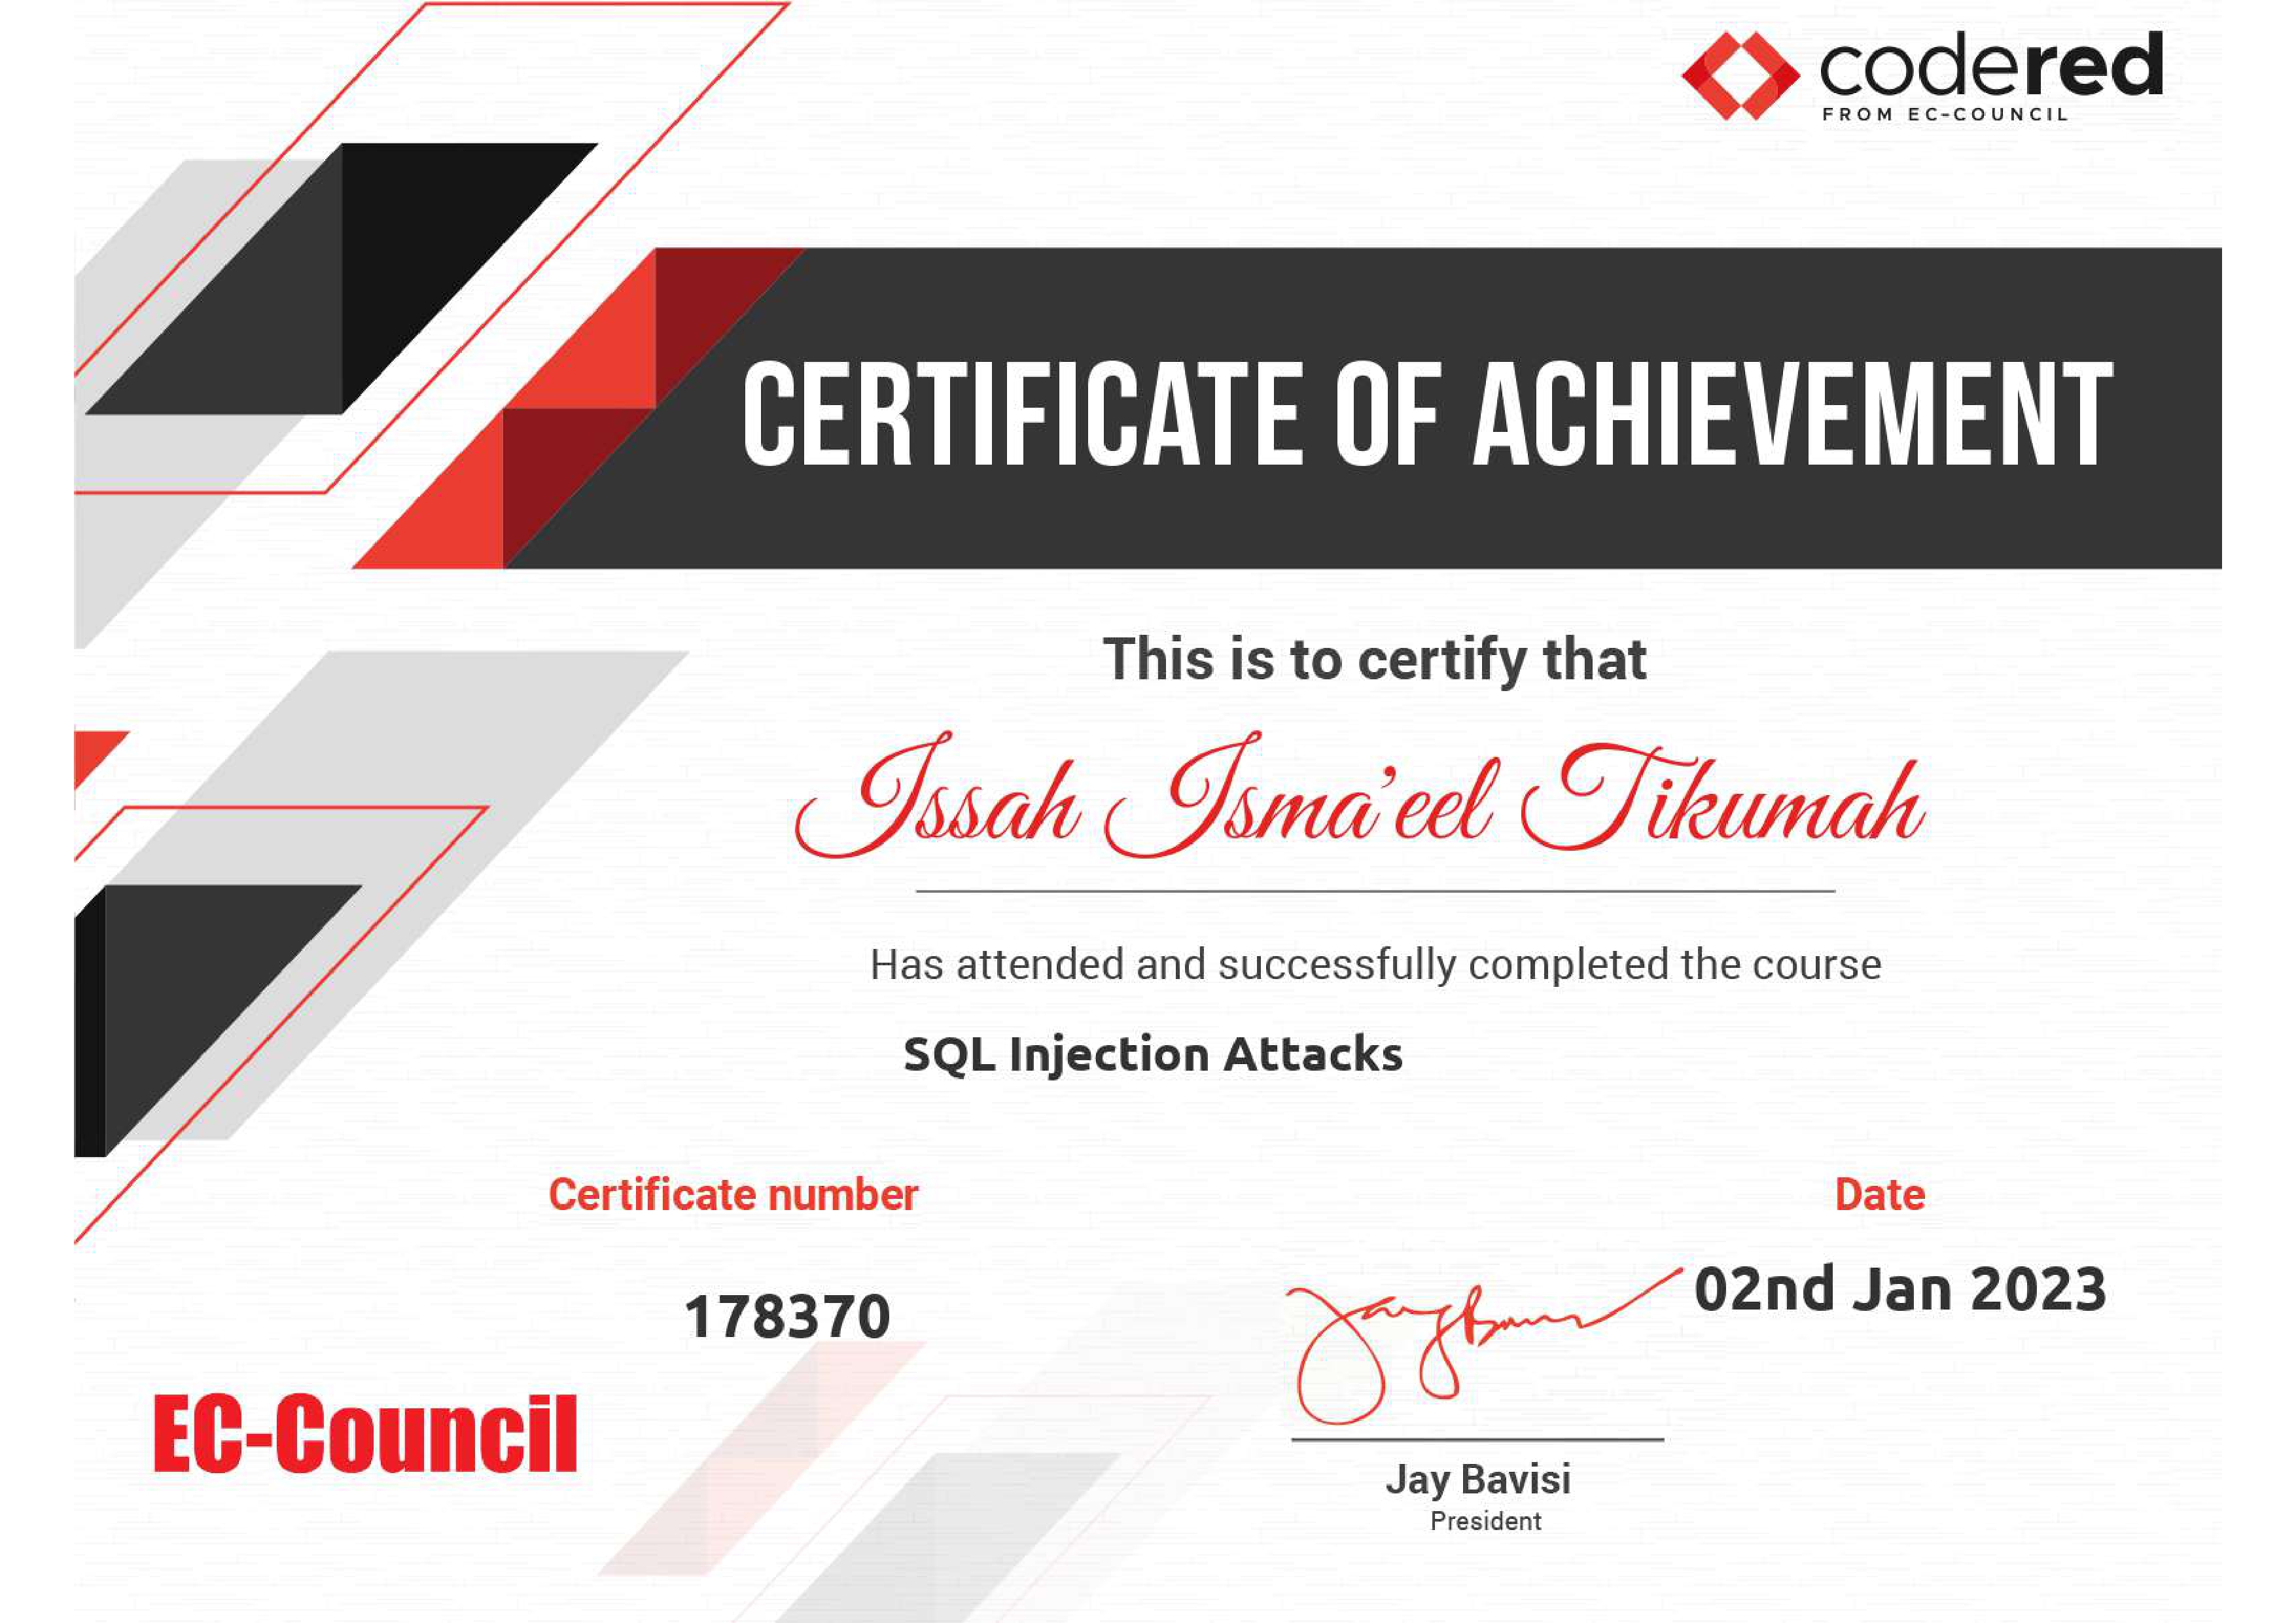 codered
FROM EC-COUNCIL
CERTIFICATE OF ACHIEVEMENT
This is to certify that
Issah Isma'eel Tikumah
Has attended and successfully completed the course
SQL Injection Attacks
Certificate number
Date
178370
02nd Jan 2023
EC-Council
Jay Bavisi
President